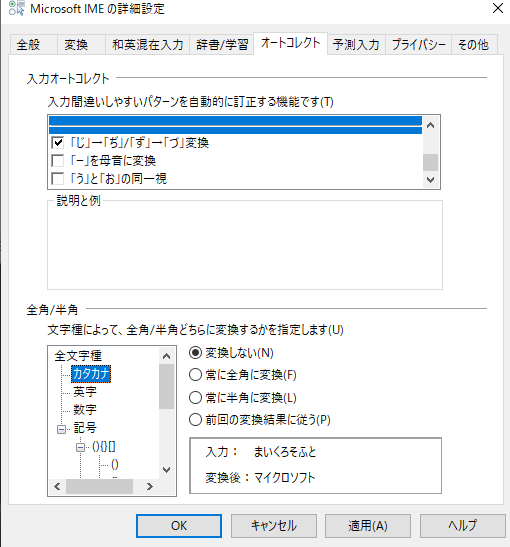 Microsoft IME の詳細設定
全般 変換 和英混在入力 辞書/学習 オートコレクト 予測入力 プライバシー その他
入力オートコレクト
入力間違いしやすいパターンを自動的に訂正する機能です(T)
「じ」→「ぢ」/「ず」→「づ」変換
「ー」を母音に変換
「う」と「お」の同一視
説明と例
全角/半角
文字種によって、全角/半角どちらに変換するかを指定します(U)
全文字種
カタカナ
英字
数字
記号
(){}[]
()
変換しない(N)
常に全角に変換(F)
常に半角に変換(L)
前回の変換結果に従う(P)
入力： まいくろそふと
変換後：マイクロソフト
OK キャンセル 適用(A) ヘルプ